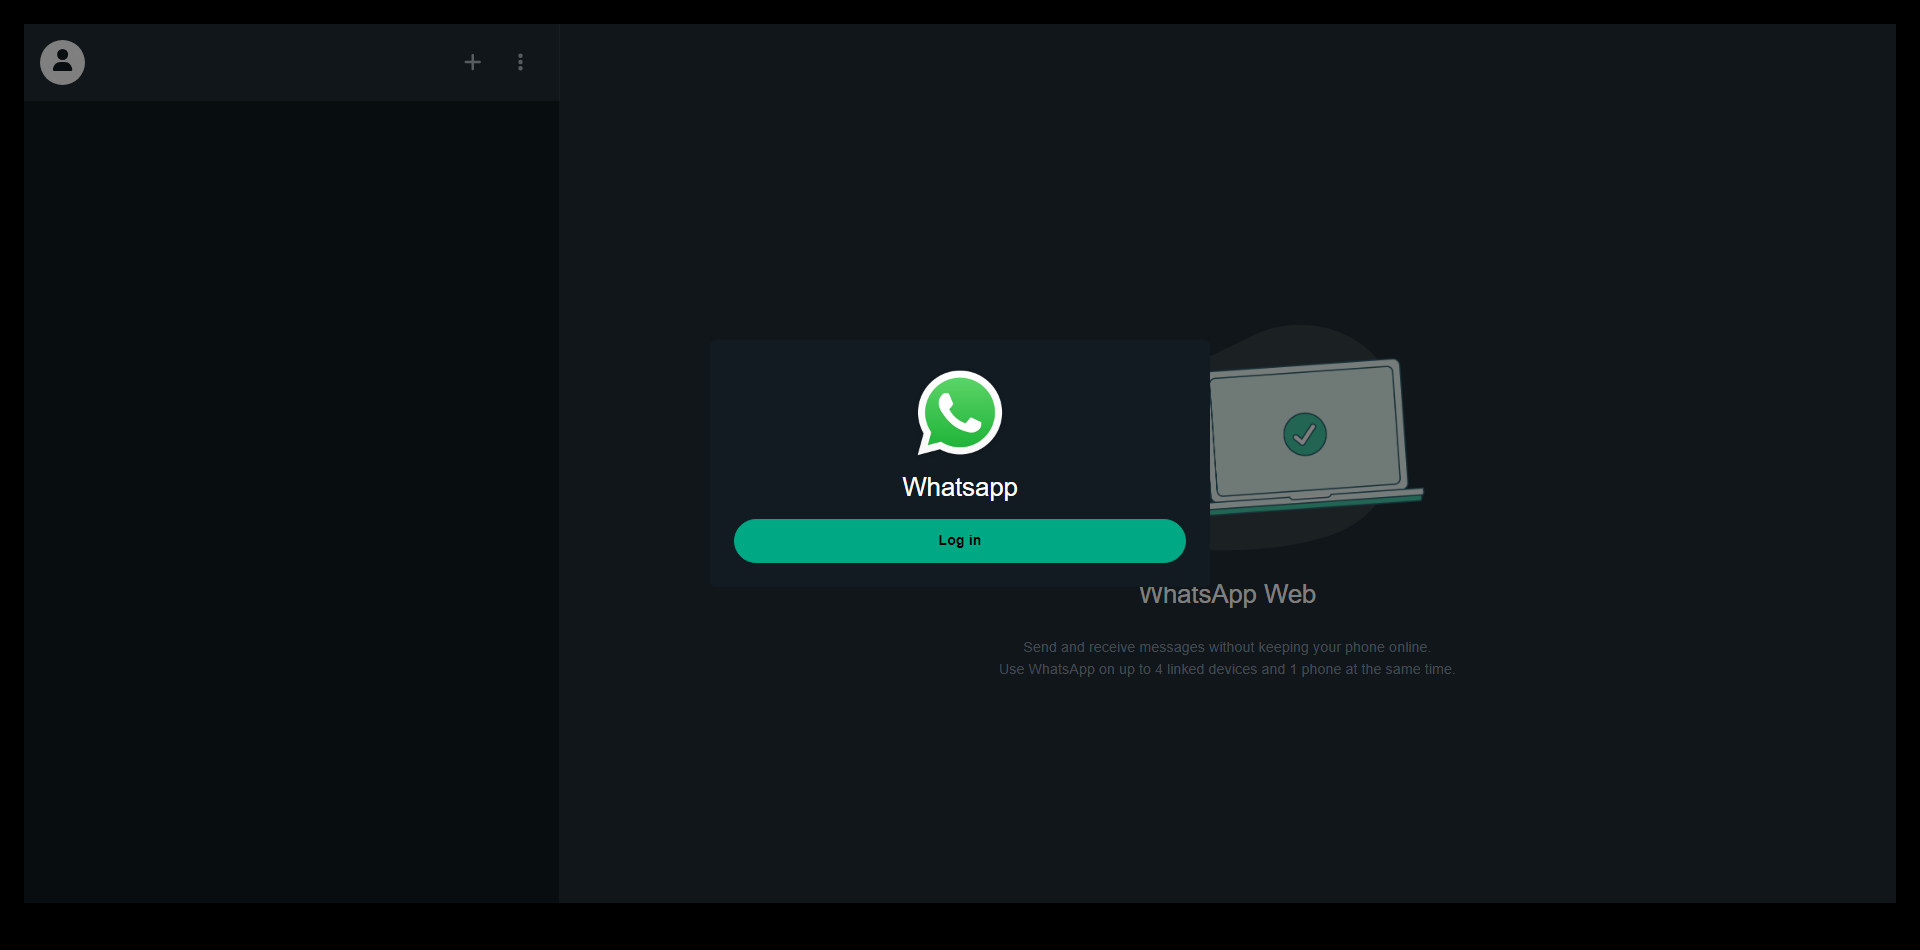 Whatsapp
Log in
WhatsApp Web
Send and receive messages without keeping your phone online.
Use WhatsApp on up to 4 linked devices and 1 phone at the same time.